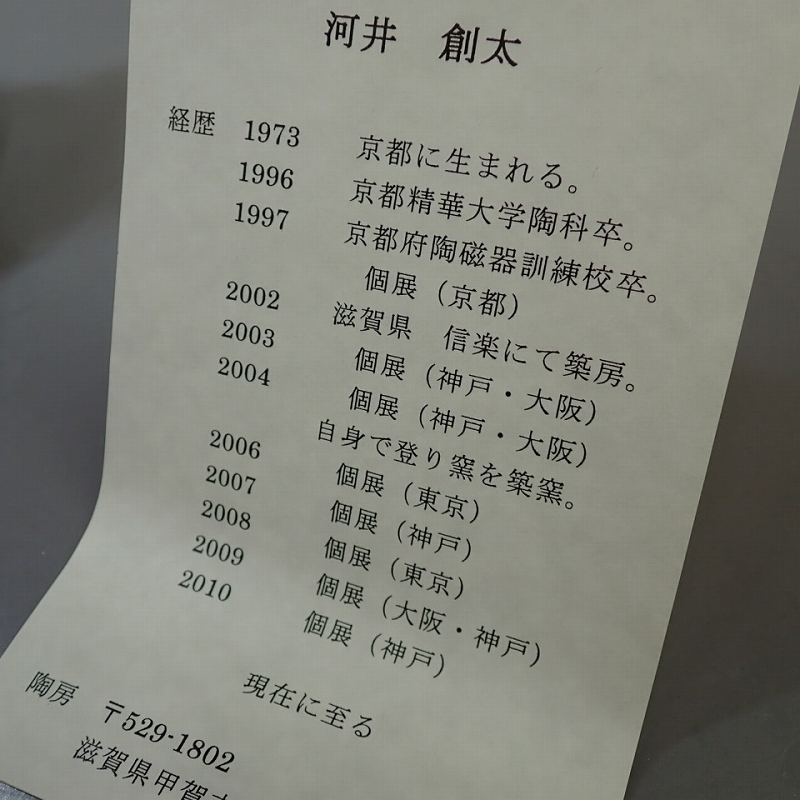 河井 創太
経歴 1973 京都に生まれる。
1996 京都精華大学陶科卒。
1997 京都府陶磁器訓練校卒。
個展（京都）
2002 滋賀県 信楽にて築房。
2003 個展（神戸・大阪）
2004 個展（神戸・大阪）
自身で登り窯を築窯。
2006 個展（東京）
2007 個展（神戸）
2008 個展（東京）
2009 個展（大阪・神戸）
2010 個展（神戸）
現在に至る
陶房 〒529-1802
滋賀県甲賀